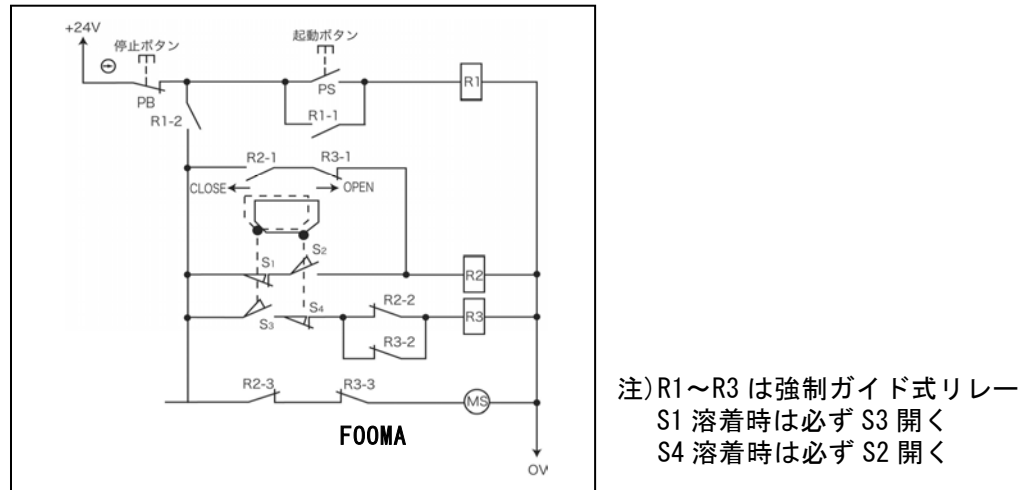 +24V
停止ボタン
起動ボタン
PB
PS
R1
R1-2
R1-1
R2-1 R3-1
CLOSE OPEN
S2
S1
R2
R2-2
S3 S4
R3
R3-2
R2-3 R3-3
MS
FOOMA
OV
注)R1～R3 は強制ガイド式リレー
S1 溶着時は必ず S3 開く
S4 溶着時は必ず S2 開く